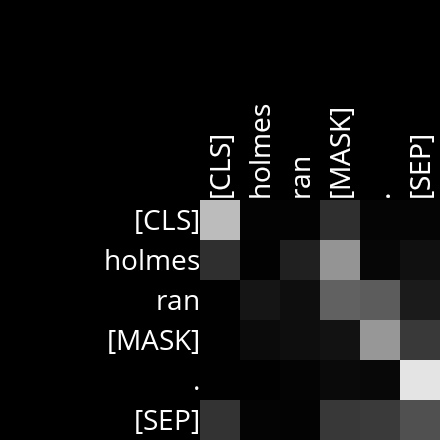 [CLS] holmes ran [MASK] . [SEP]
[CLS]
holmes
ran
[MASK]
.
[SEP]